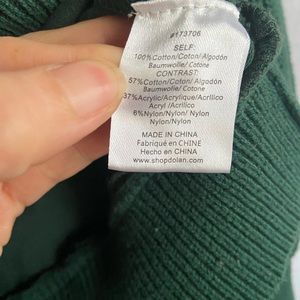 #173706
SELF:
100%Cotton/Coton/ Algodón
Baumwolle/ Cotone
CONTRAST:
57%Cotton/Coton/ Algodón
Baumwolle/ Cotone
37%Acrylic/Acrylique/Acrílico
Acryl /Acrilico
6%Nylon/Nylon/Nylon
Nylon/Nylon
MADE IN CHINA
Fabriqué en CHINE
Hecho en CHINA
www.shopdolan.com